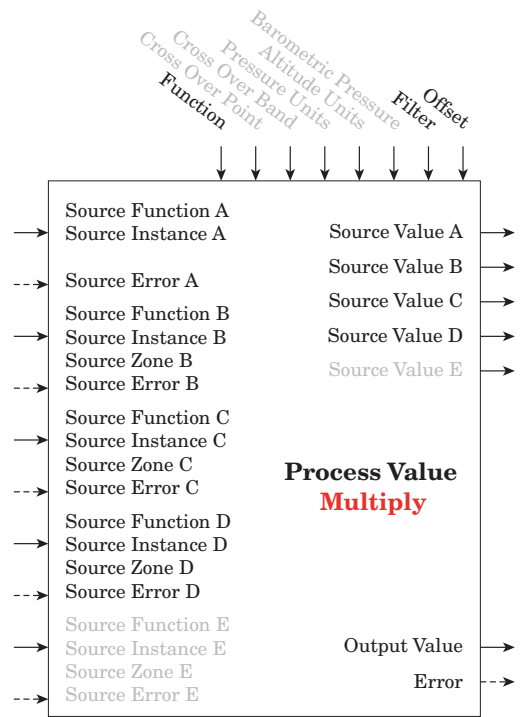 Function
Cross Over Point
Cross Over Band
Pressure Units
Altitude Units
Barometric Pressure
Filter
Offset
Source Function A
Source Instance A
Source Error A
Source Function B
Source Instance B
Source Zone B
Source Error B
Source Function C
Source Instance C
Source Zone C
Source Error C
Source Function D
Source Instance D
Source Zone D
Source Error D
Source Function E
Source Instance E
Source Zone E
Source Error E
Source Value A
Source Value B
Source Value C
Source Value D
Source Value E
Process Value
Multiply
Output Value
Error